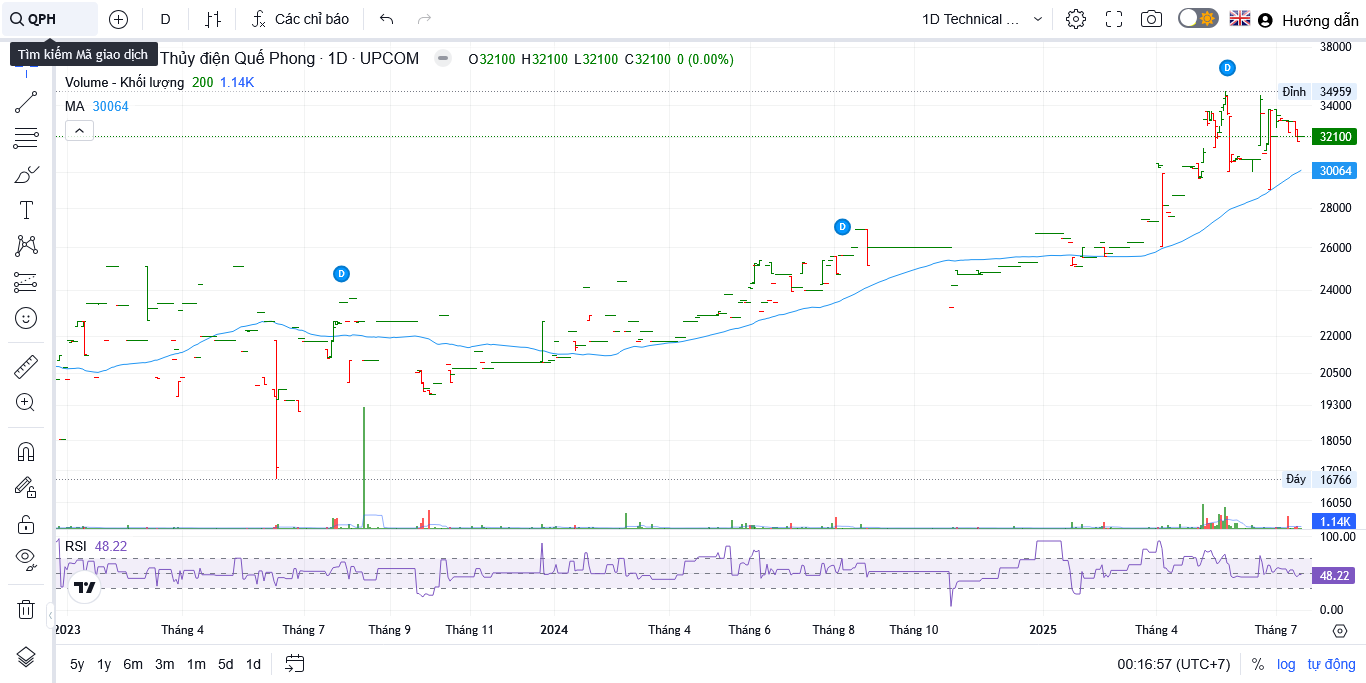 QPH D Các chỉ báo 1D Technical ... Hướng dẫn
Tìm kiếm Mã giao dịch
Thủy điện Quế Phong · 1D · UPCOM O32100 H32100 L32100 C32100 0 (0.00%)
Volume - Khối lượng 200 1.14K
MA 30064
38000
D
Đỉnh 34959
34000
32100
30064
28000
D
26000
D
24000
22000
20500
19300
18050
17050
Đáy 16766
16050
1.14K
RSI 48.22
100.00
48.22
0.00
2023 Tháng 4 Tháng 7 Tháng 9 Tháng 11 2024 Tháng 4 Tháng 6 Tháng 8 Tháng 10 2025 Tháng 4 Tháng 7
5y 1y 6m 3m 1m 5d 1d 00:16:57 (UTC+7) % log tự động